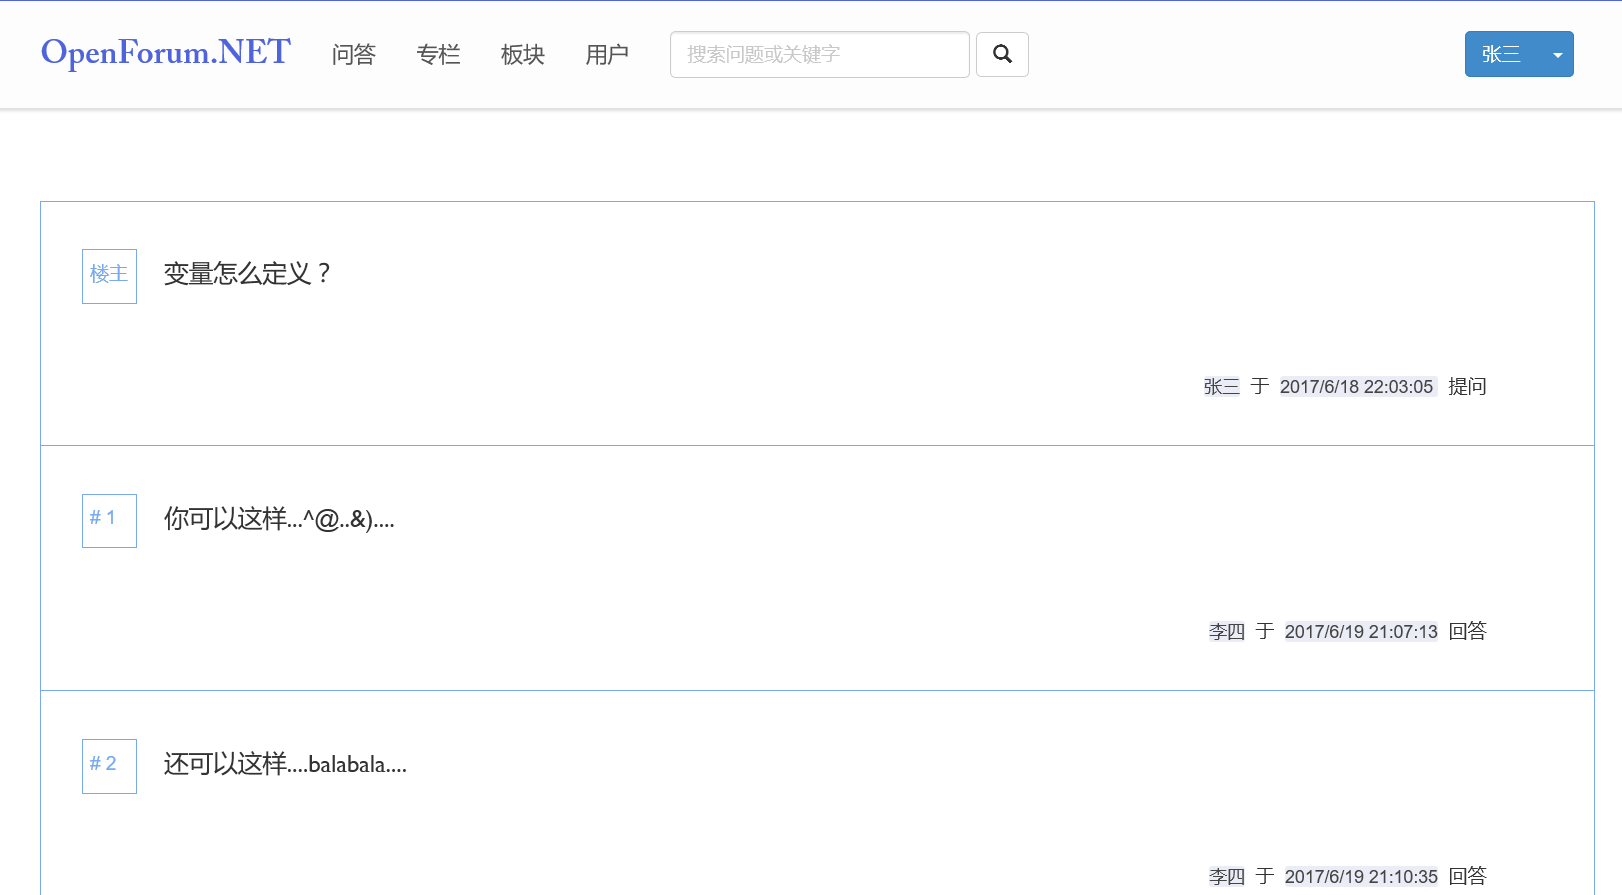 OpenForum.NET 问答 专栏 板块 用户 搜索问题或关键字 张三
楼主 变量怎么定义？
张三 于 2017/6/18 22:03:05 提问
# 1 你可以这样...^@..&)....
李四 于 2017/6/19 21:07:13 回答
# 2 还可以这样....balabala....
李四 于 2017/6/19 21:10:35 回答